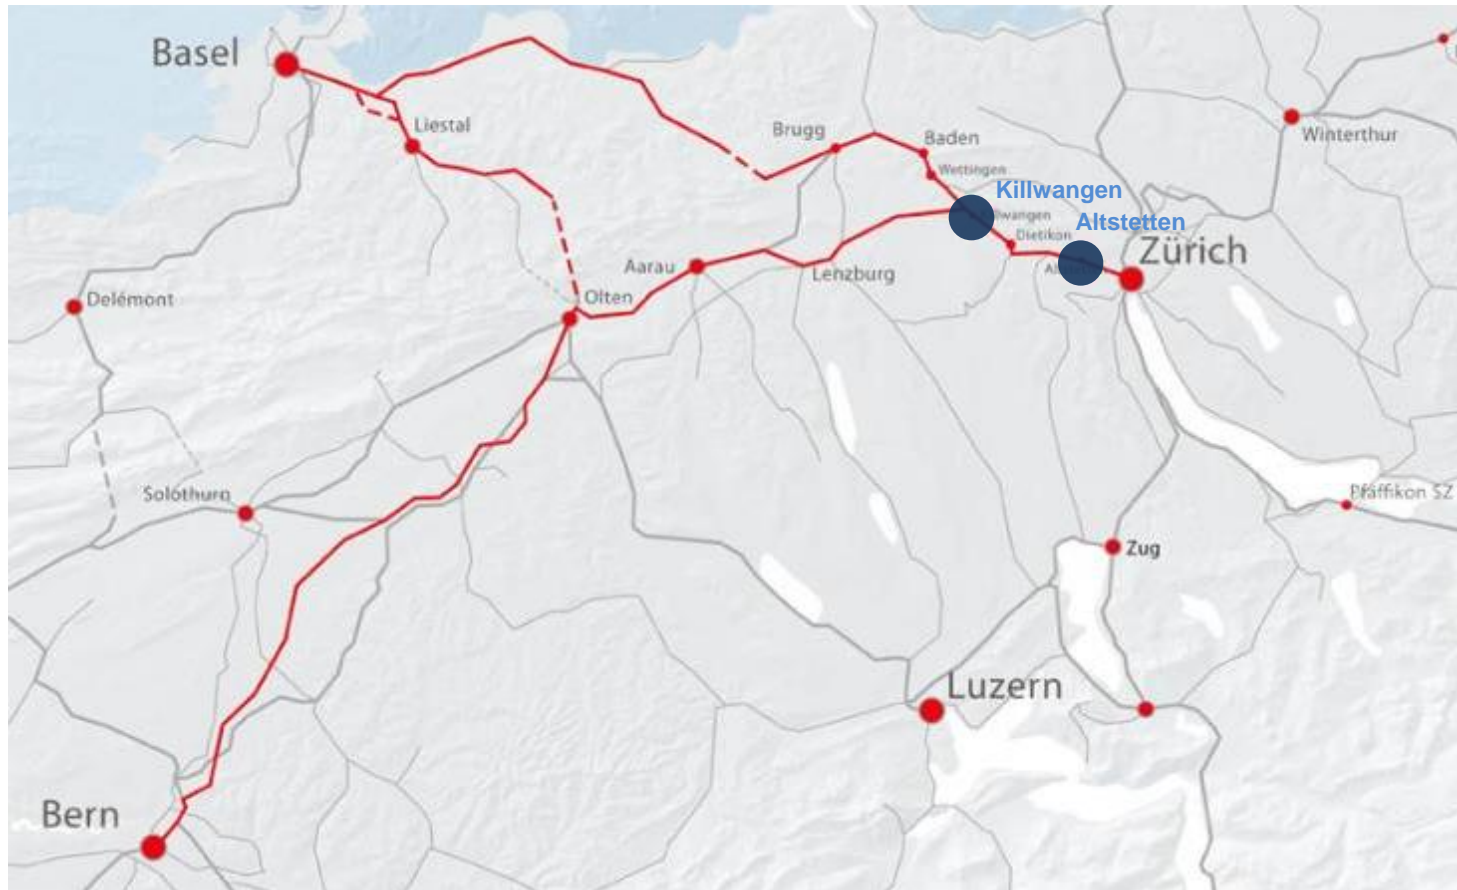 Basel
Liestal
Brugg
Baden
Wettingen
Winterthur
Killwangen
llwangen
Altstetten
Dietikon
Zürich
Aarau
Lenzburg
Olten
Delémont
Solothurn
Pfäffikon SZ
Zug
Luzern
Bern